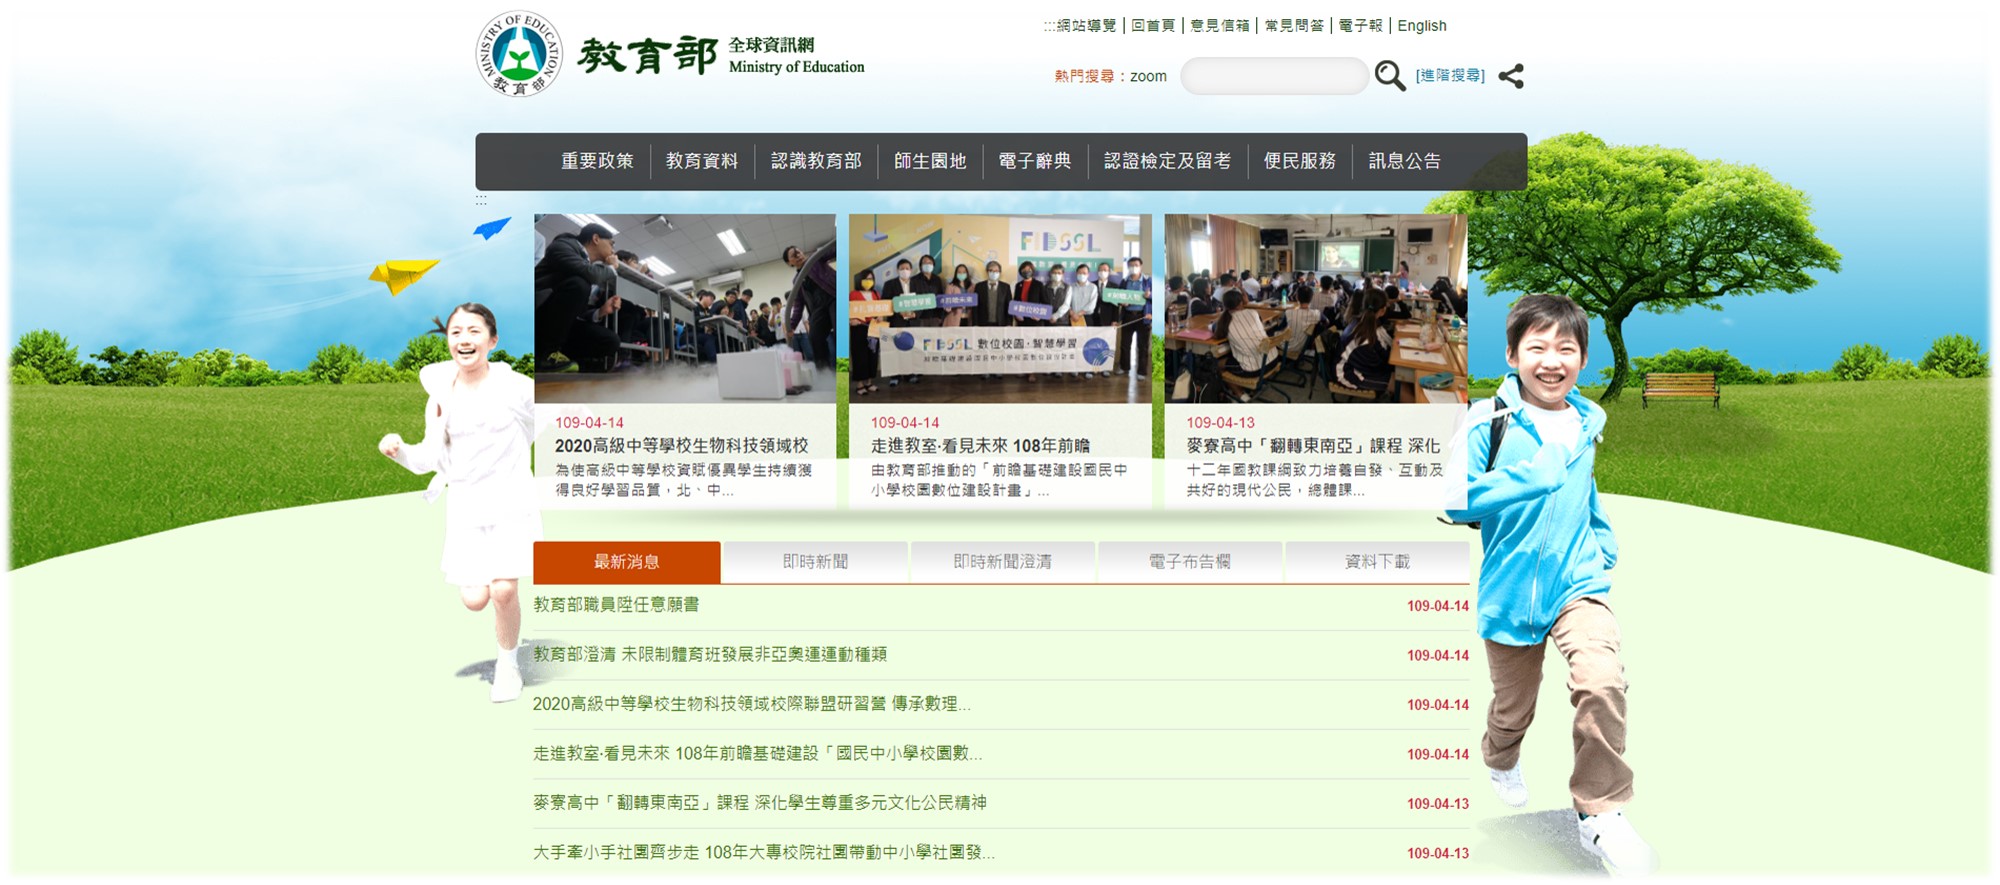 MINISTRY OF EDUCATION
教育部
教育部 全球資訊網
Ministry of Education
:::網站導覽 | 回首頁 | 意見信箱 | 常見問答 | 電子報 | English
熱門搜尋：zoom [進階搜尋]
重要政策 教育資料 認識教育部 師生園地 電子辭典 認證檢定及留考 便民服務 訊息公告
:::
FIDSSL
#智慧學習
#前瞻未來
#數位校園
FIDSSL 數位校園·智慧學習
109-04-14
2020高級中等學校生物科技領域校
為使高級中等學校資賦優異學生持續獲
得良好學習品質，北、中...
109-04-14
走進教室‧看見未來 108年前瞻
由教育部推動的「前瞻基礎建設國民中
小學校園數位建設計畫」...
109-04-13
麥寮高中「翻轉東南亞」課程 深化
十二年國教課綱致力培養自發、互動及
共好的現代公民，總體課...
最新消息 即時新聞 即時新聞澄清 電子布告欄 資料下載
教育部職員陞任意願書 109-04-14
教育部澄清 未限制體育班發展非亞奧運運動種類 109-04-14
2020高級中等學校生物科技領域校際聯盟研習營 傳承數理... 109-04-14
走進教室‧看見未來 108年前瞻基礎建設「國民中小學校園數... 109-04-14
麥寮高中「翻轉東南亞」課程 深化學生尊重多元文化公民精神 109-04-13
大手牽小手社團齊步走 108年大專校院社團帶動中小學社團發... 109-04-13